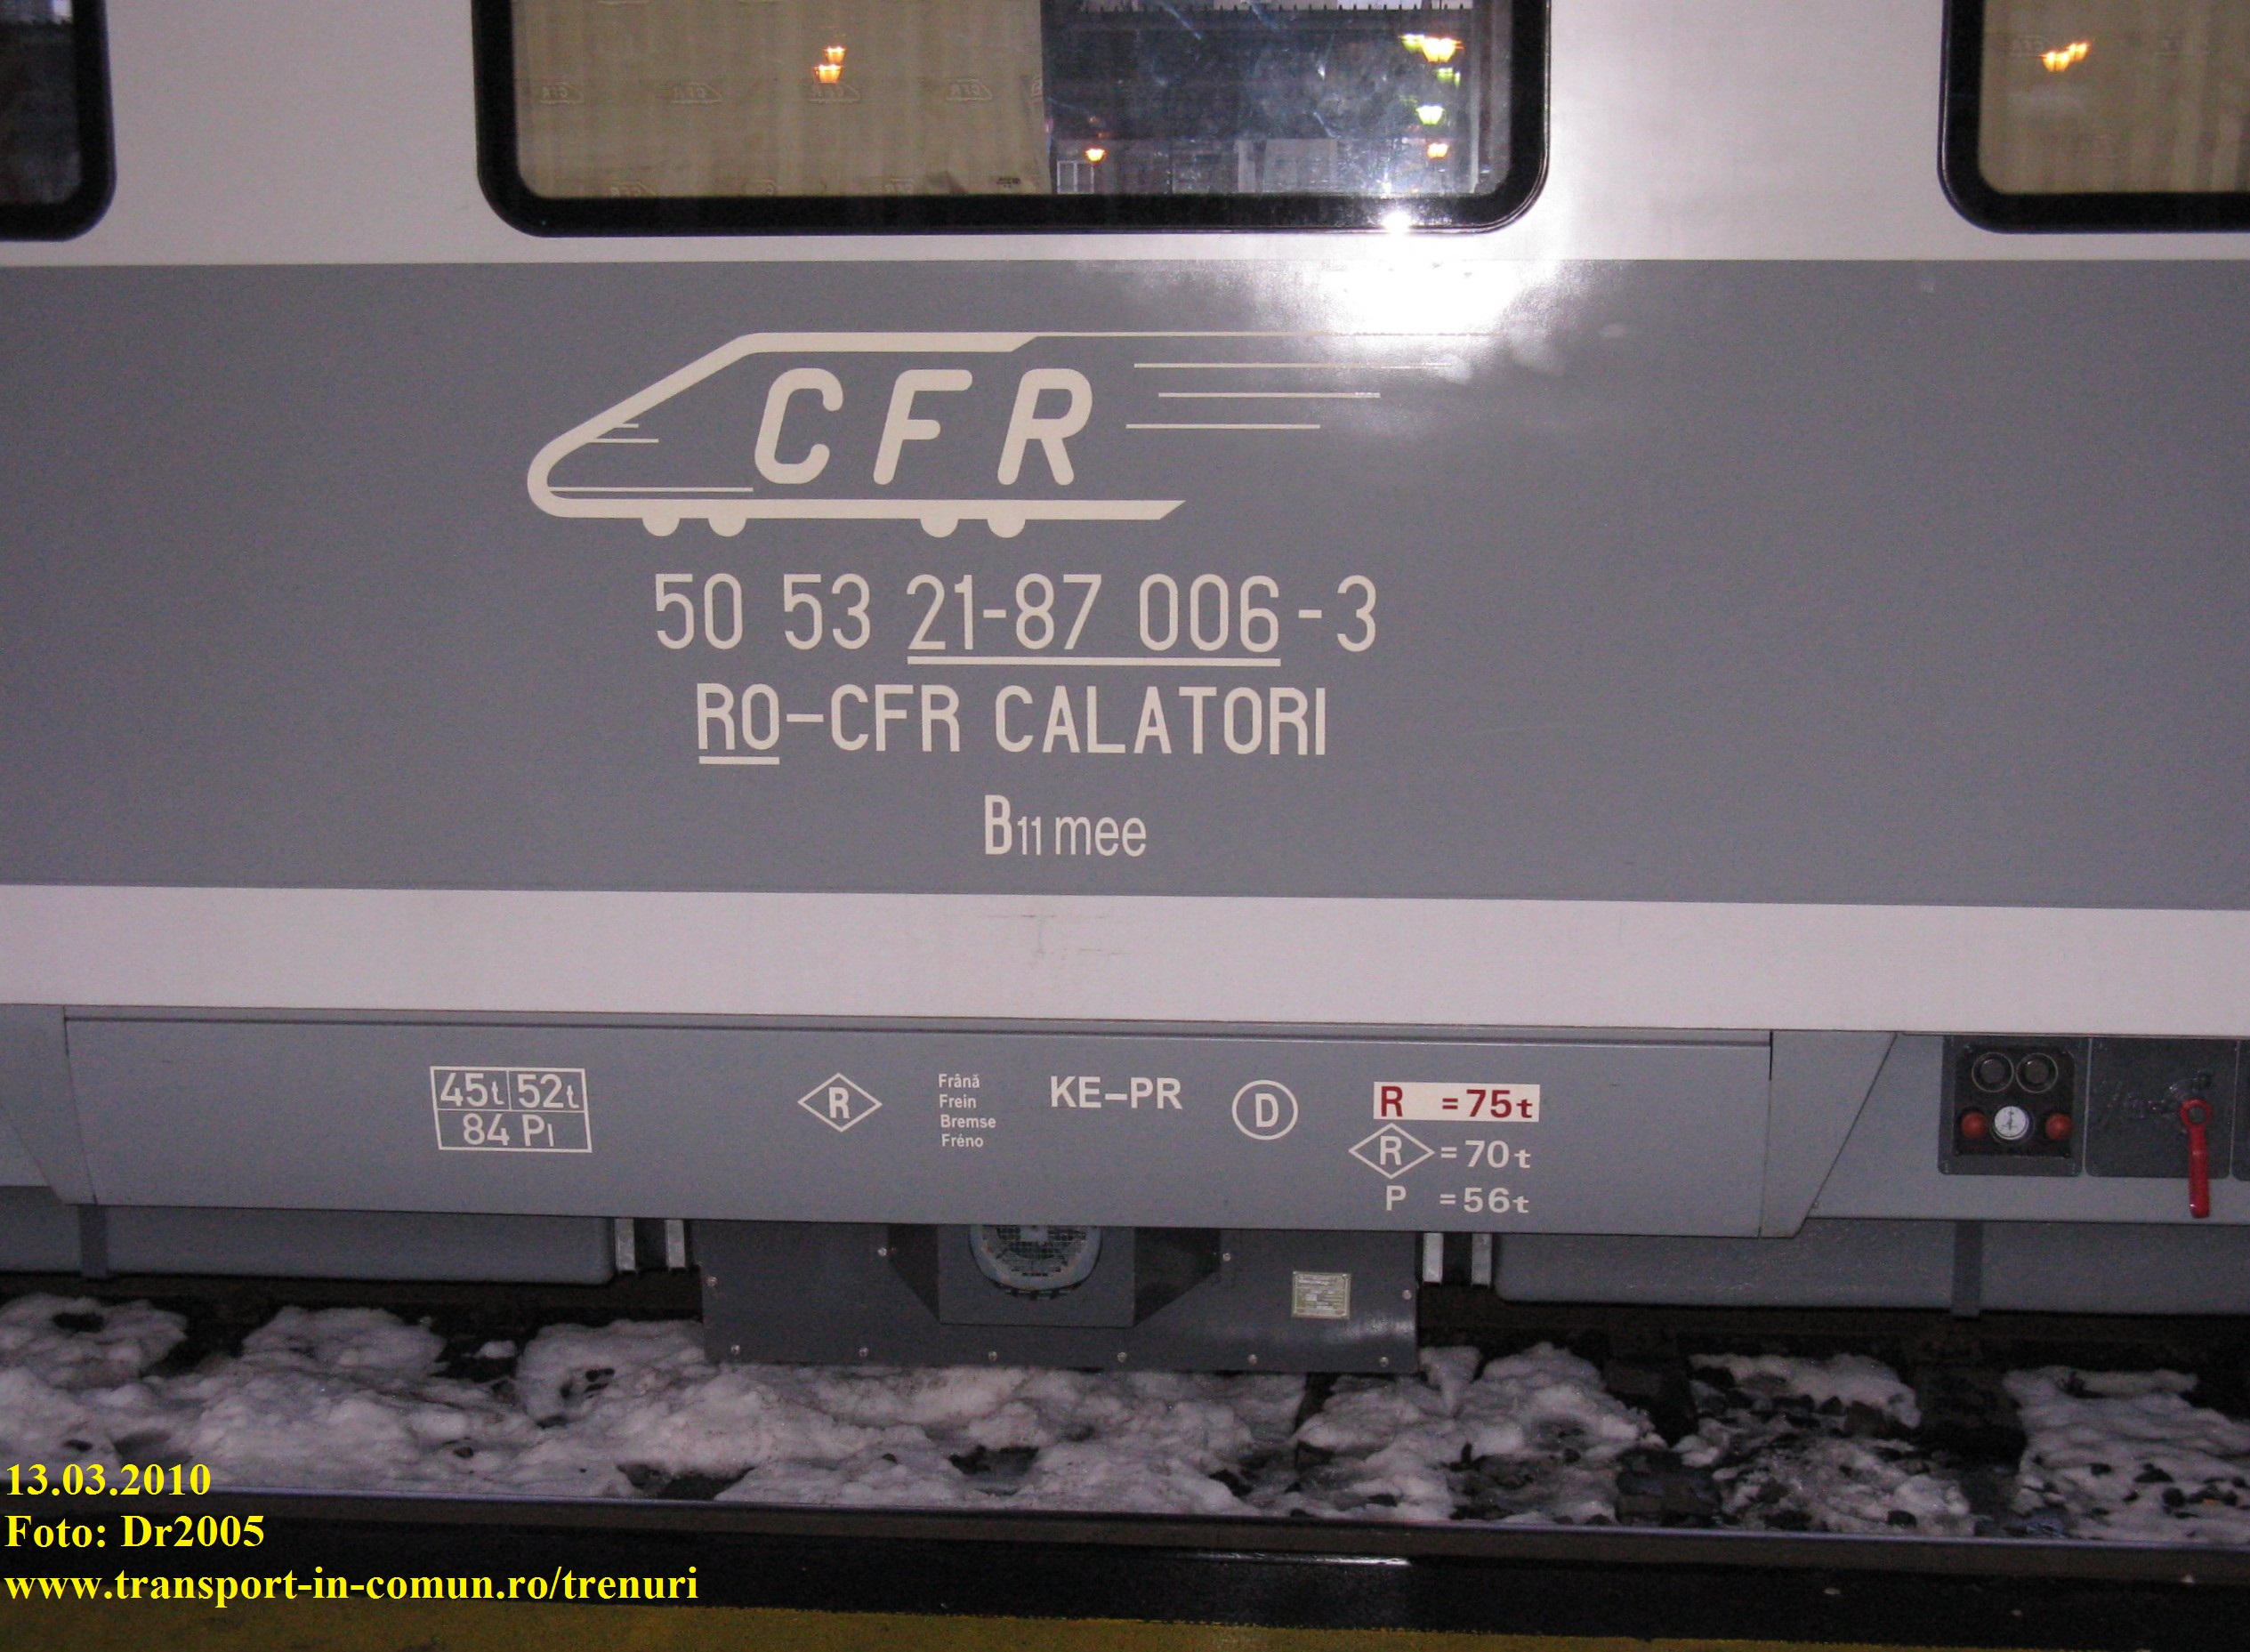 CFR
50 53 21-87 006-3
RO-CFR CALATORI
B11 mee
45t 52t
84 Pl
R
Frână
Frein
Bremse
Fréno
KE-PR
D
R =75t
R =70t
P =56t
13.03.2010
Foto: Dr2005
www.transport-in-comun.ro/trenuri